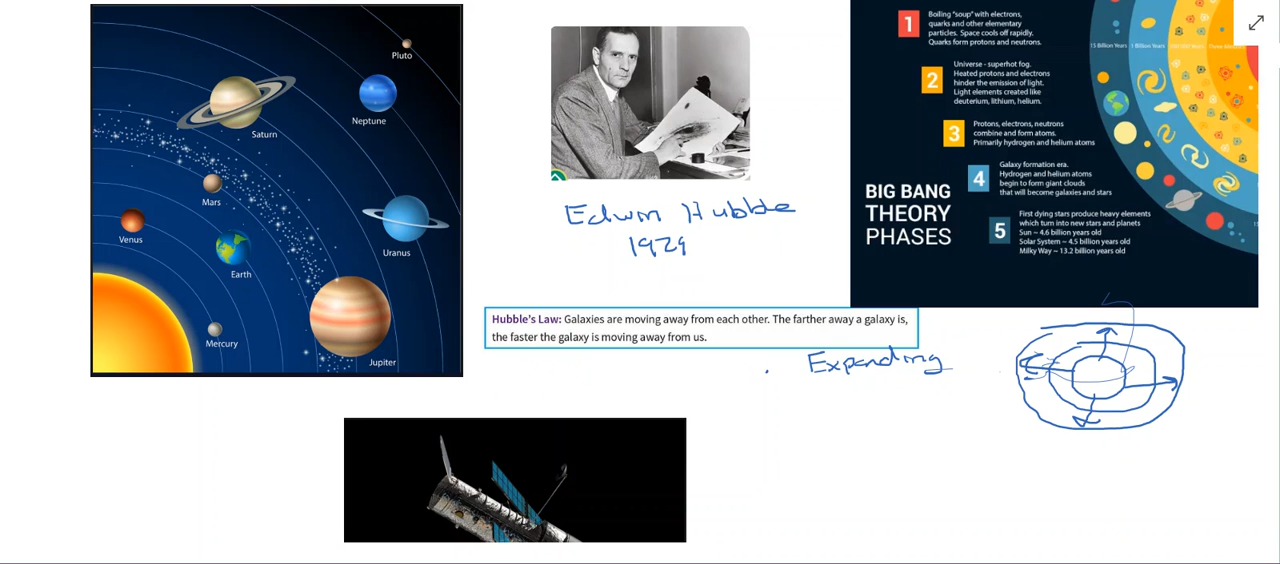 Pluto
Neptune
Saturn
Mars
Venus
Uranus
Earth
Mercury
Jupiter
Edwin Hubble
1929
Hubble's Law: Galaxies are moving away from each other. The farther away a galaxy is,
the faster the galaxy is moving away from us.
Expanding
1
Boiling "soup" with electrons,
quarks and other elementary
particles. Space cools off rapidly.
Quarks form protons and neutrons.
2
Universe - superhot fog.
Heated protons and electrons
hinder the emission of light.
Light elements created like
deuterium, lithium, helium.
3
Protons, electrons, neutrons
combine and form atoms.
Primarily hydrogen and helium atoms
4
Galaxy formation era.
Hydrogen and helium atoms
begin to form giant clouds
that will become galaxies and stars
5
First dying stars produce heavy elements
which turn into new stars and planets
Sun ~ 4.6 billion years old
Solar System ~ 4.5 billion years old
Milky Way ~ 13.2 billion years old
BIG BANG
THEORY
PHASES
15 Billion Years
1 Billion Years